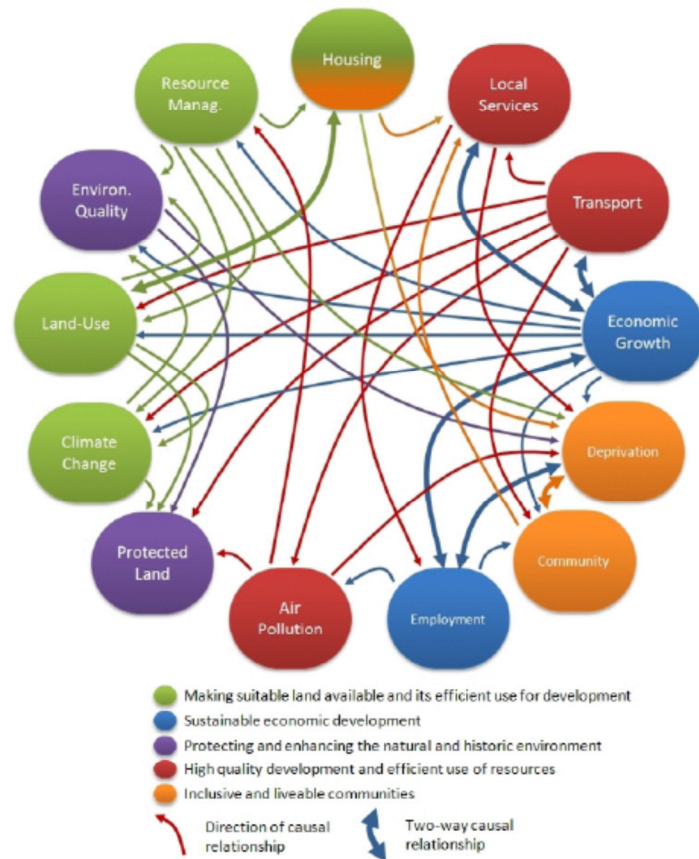 Housing
Resource
Manag.
Local
Services
Environ.
Quality
Transport
Land-Use
Economic
Growth
Climate
Change
Deprivation
Protected
Land
Community
Air
Pollution
Employment
Making suitable land available and its efficient use for development
Sustainable economic development
Protecting and enhancing the natural and historic environment
High quality development and efficient use of resources
Inclusive and liveable communities
Direction of causal
relationship
Two-way causal
relationship